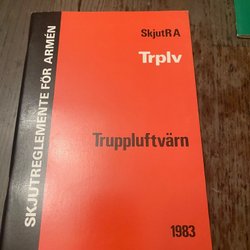 SKJUTREGLEMENTE FÖR ARMÉN
SkjutR A
Trplv
Truppluftvärn
1983